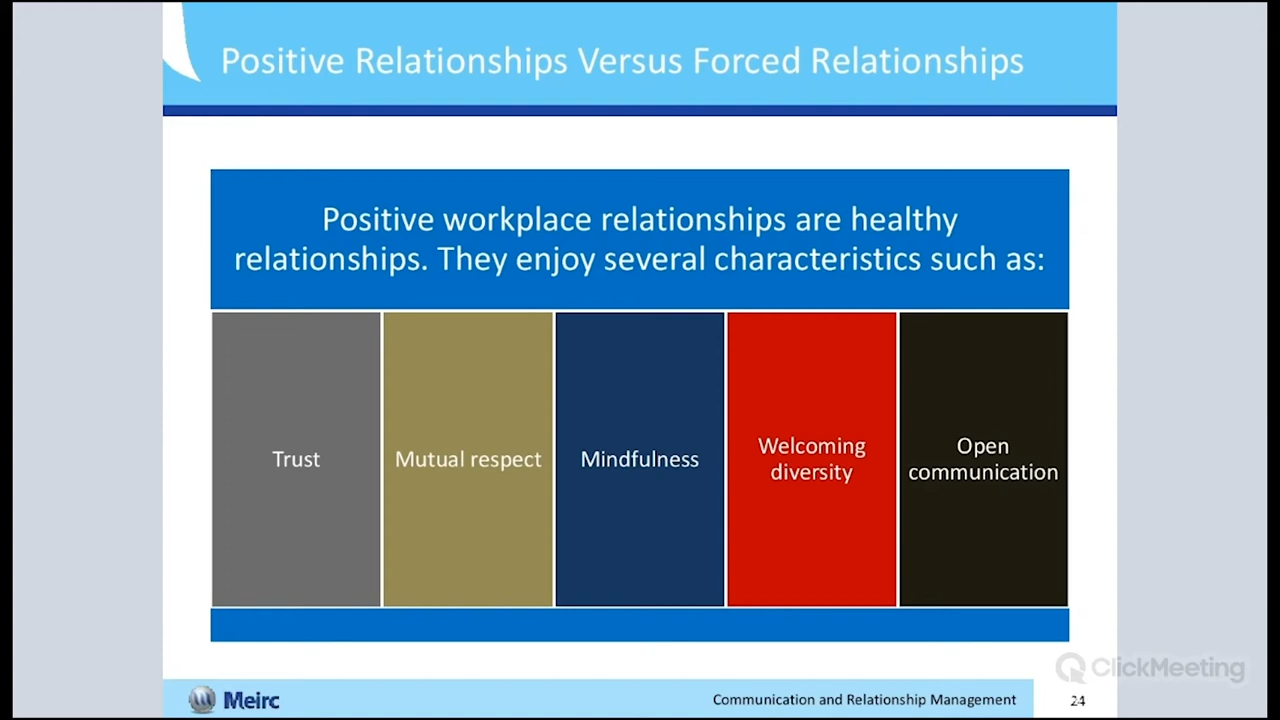 Positive Relationships Versus Forced Relationships
Positive workplace relationships are healthy
relationships. They enjoy several characteristics such as:
Trust
Mutual respect
Mindfulness
Welcoming
diversity
Open
communication
ClickMeeting
Meirc
Communication and Relationship Management
24